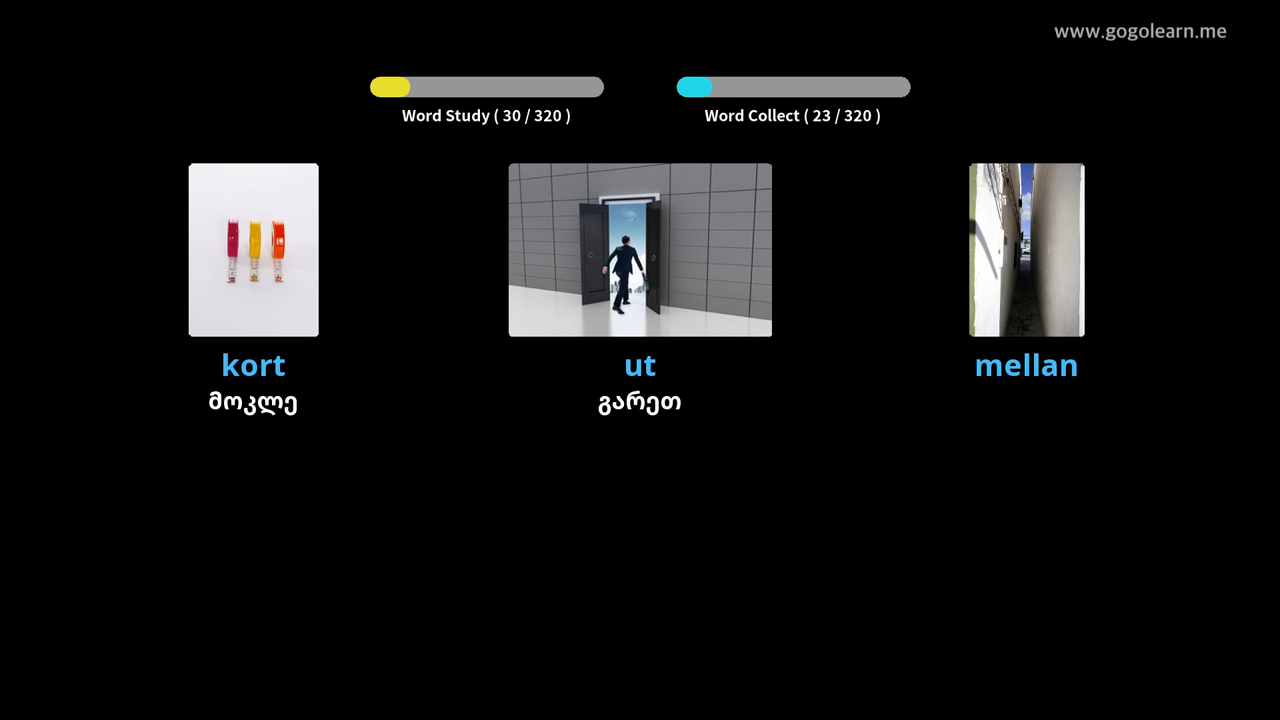 www.gogolearn.me
Word Study ( 30 / 320 )
Word Collect ( 23 / 320 )
kort
ut
mellan
მოკლე
გარეთ